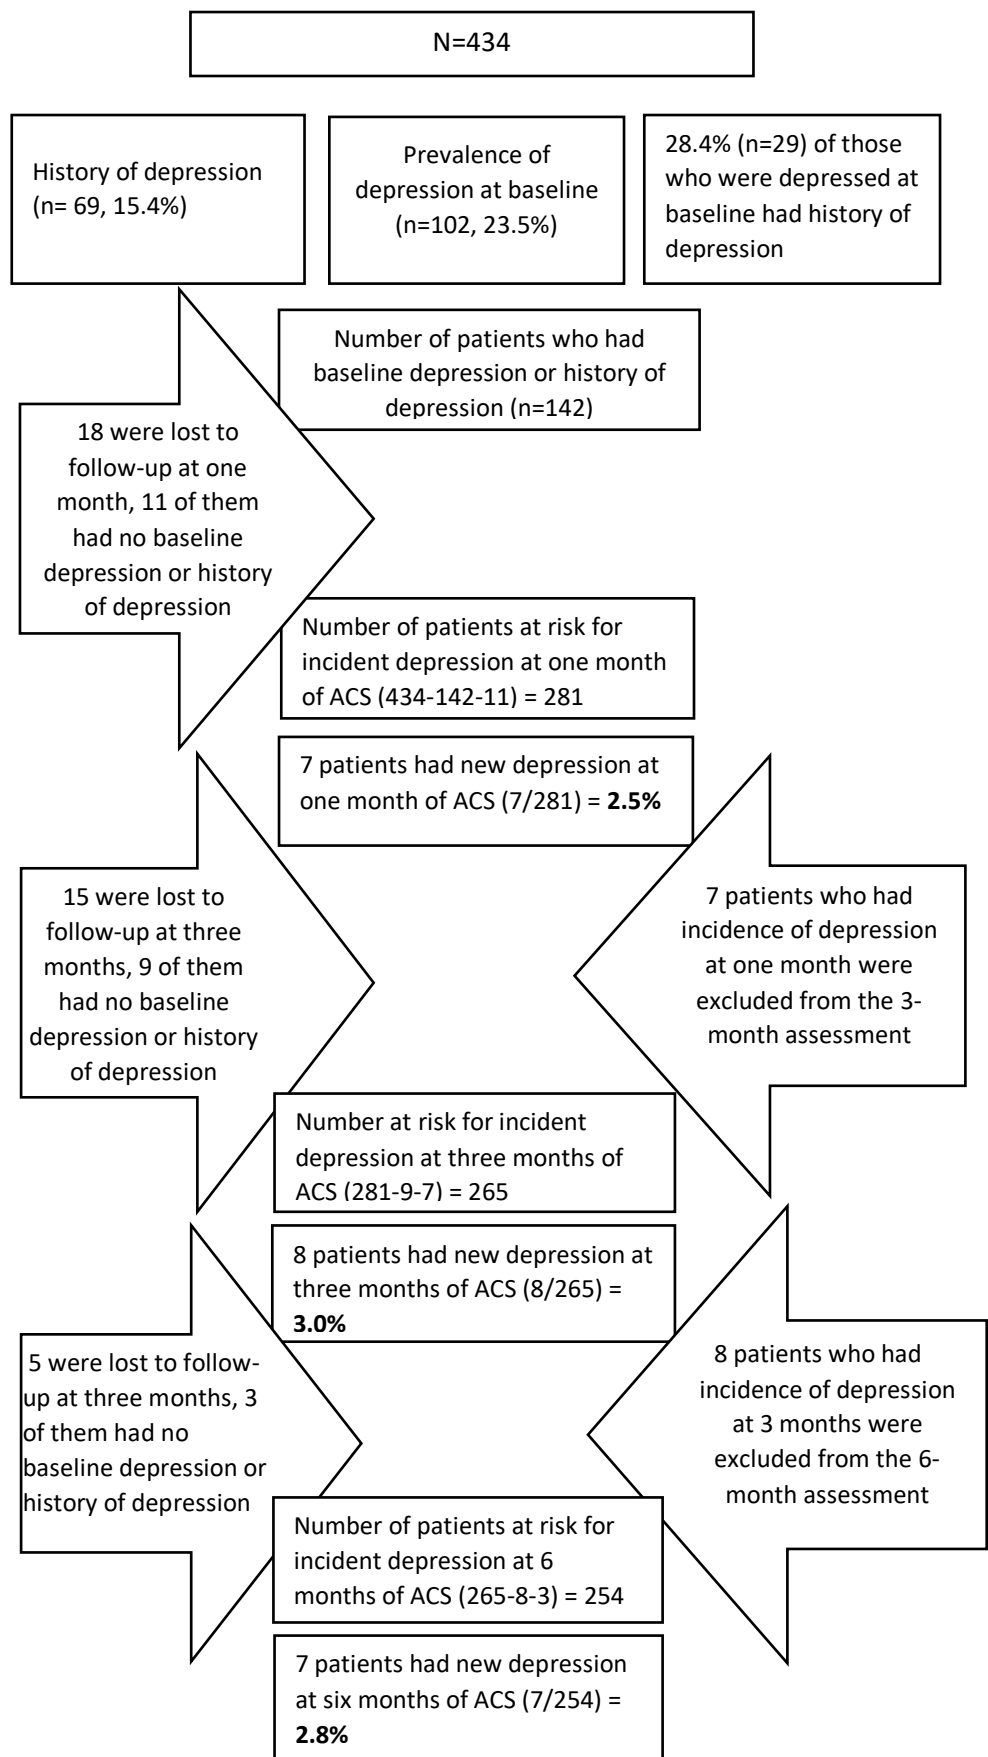 N=434
History of depression
(n= 69, 15.4%)
Prevalence of
depression at baseline
(n=102, 23.5%)
28.4% (n=29) of those
who were depressed at
baseline had history of
depression
Number of patients who had
baseline depression or history of
depression (n=142)
18 were lost to
follow-up at one
month, 11 of them
had no baseline
depression or history
of depression
Number of patients at risk for
incident depression at one month
of ACS (434-142-11) = 281
7 patients had new depression at
one month of ACS (7/281) = 2.5%
15 were lost to
follow-up at three
months, 9 of them
had no baseline
depression or history
of depression
7 patients who had
incidence of depression
at one month were
excluded from the 3-
month assessment
Number at risk for incident
depression at three months of
ACS (281-9-7) = 265
8 patients had new depression at
three months of ACS (8/265) =
3.0%
5 were lost to follow-
up at three months, 3
of them had no
baseline depression or
history of depression
8 patients who had
incidence of depression
at 3 months were
excluded from the 6-
month assessment
Number of patients at risk for
incident depression at 6
months of ACS (265-8-3) = 254
7 patients had new depression
at six months of ACS (7/254) =
2.8%